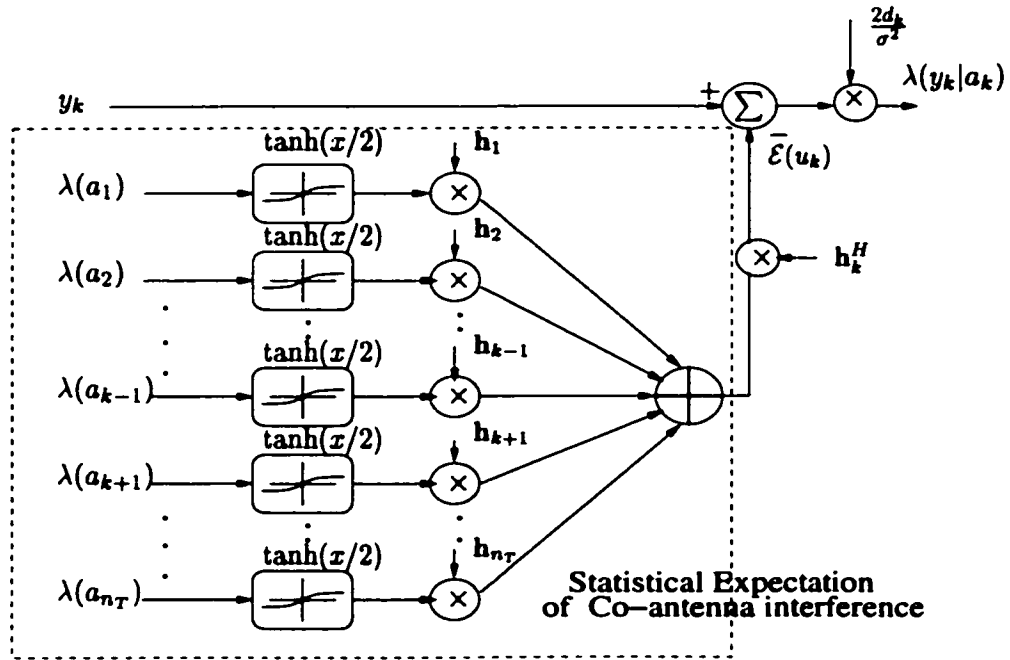 2d_k/σ²
λ(y_k|a_k)
y_k
+
Σ
×
tanh(x/2)
h_1
ℰ̄(u_k)
λ(a_1)
×
tanh(x/2)
h_2
λ(a_2)
×
×
h_k^H
tanh(x/2)
h_{k−1}
λ(a_{k−1})
×
tanh(x/2)
h_{k+1}
λ(a_{k+1})
×
tanh(x/2)
h_{n_T}
λ(a_{n_T})
×
Statistical Expectation
of Co−antenna interference